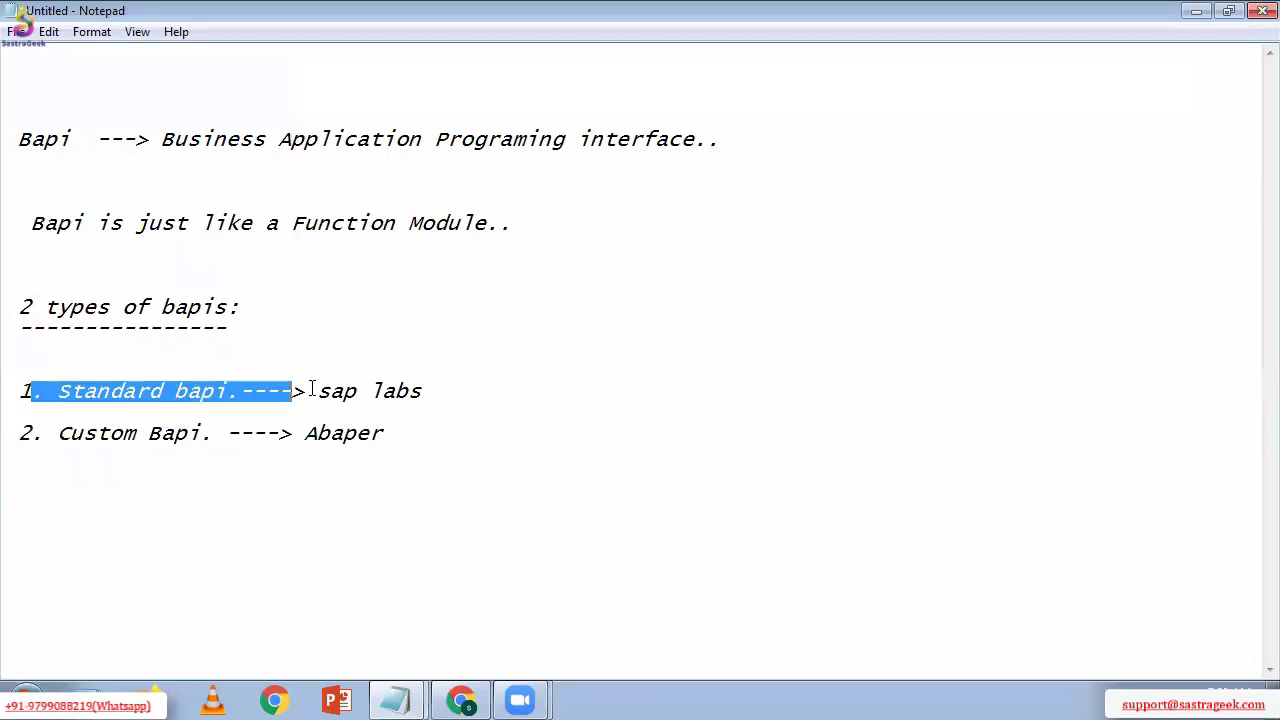 Untitled - Notepad
File Edit Format View Help
SastraGeek
Bapi ---> Business Application Programing interface..
Bapi is just like a Function Module..
2 types of bapis:
----------------
1. Standard bapi.----> sap labs
2. Custom Bapi. ----> Abaper
+91-9799088219(Whatsapp)
support@sastrageek.com